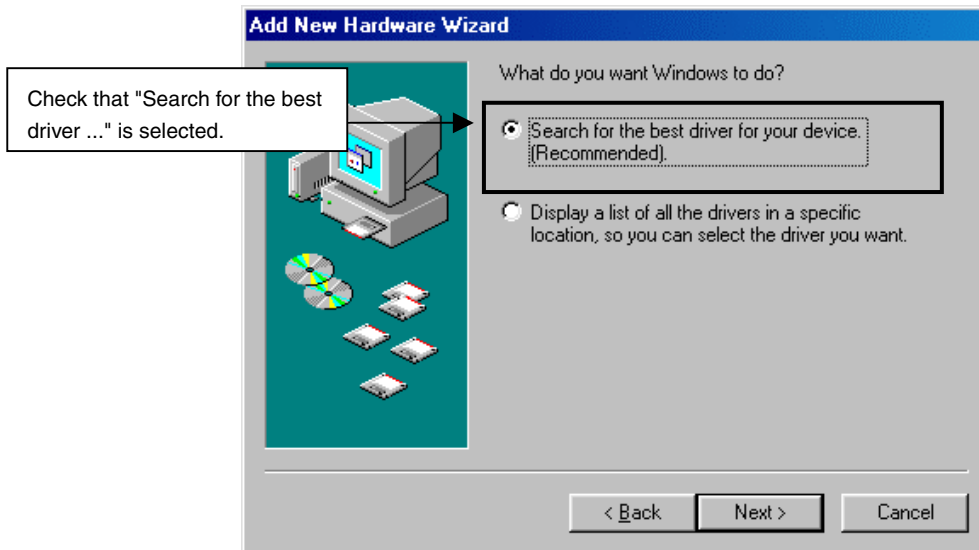 Add New Hardware Wizard
Check that "Search for the best
driver ..." is selected.
What do you want Windows to do?
Search for the best driver for your device.
(Recommended).
Display a list of all the drivers in a specific
location, so you can select the driver you want.
< Back
Next >
Cancel